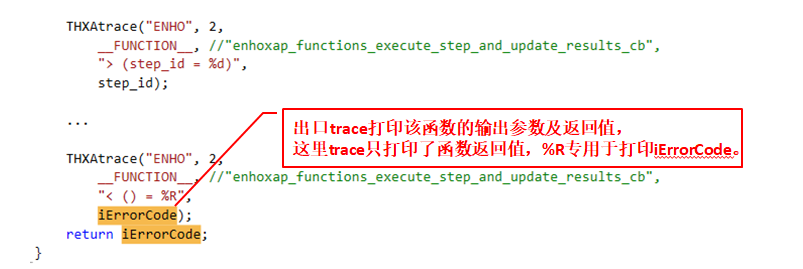 THXAtrace("ENHO", 2,
__FUNCTION__, //"enhoxap_functions_execute_step_and_update_results_cb",
"> (step_id = %d)",
step_id);
...
出口trace打印该函数的输出参数及返回值，
这里trace只打印了函数返回值，%R专用于打印iErrorCode。
THXAtrace("ENHO", 2,
__FUNCTION__, //"enhoxap_functions_execute_step_and_update_results_cb",
"< () = %R",
iErrorCode);
return iErrorCode;
}